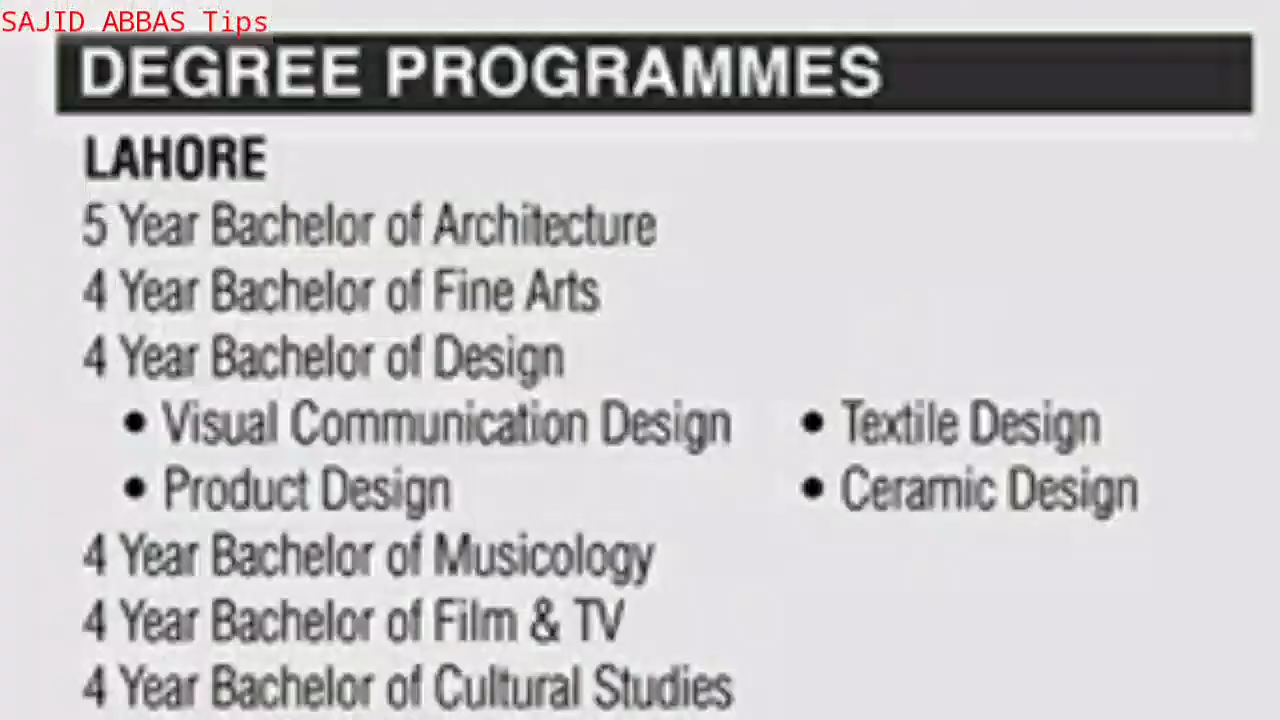 SAJID ABBAS Tips
DEGREE PROGRAMMES
LAHORE
5 Year Bachelor of Architecture
4 Year Bachelor of Fine Arts
4 Year Bachelor of Design
• Visual Communication Design • Textile Design
• Product Design • Ceramic Design
4 Year Bachelor of Musicology
4 Year Bachelor of Film & TV
4 Year Bachelor of Cultural Studies